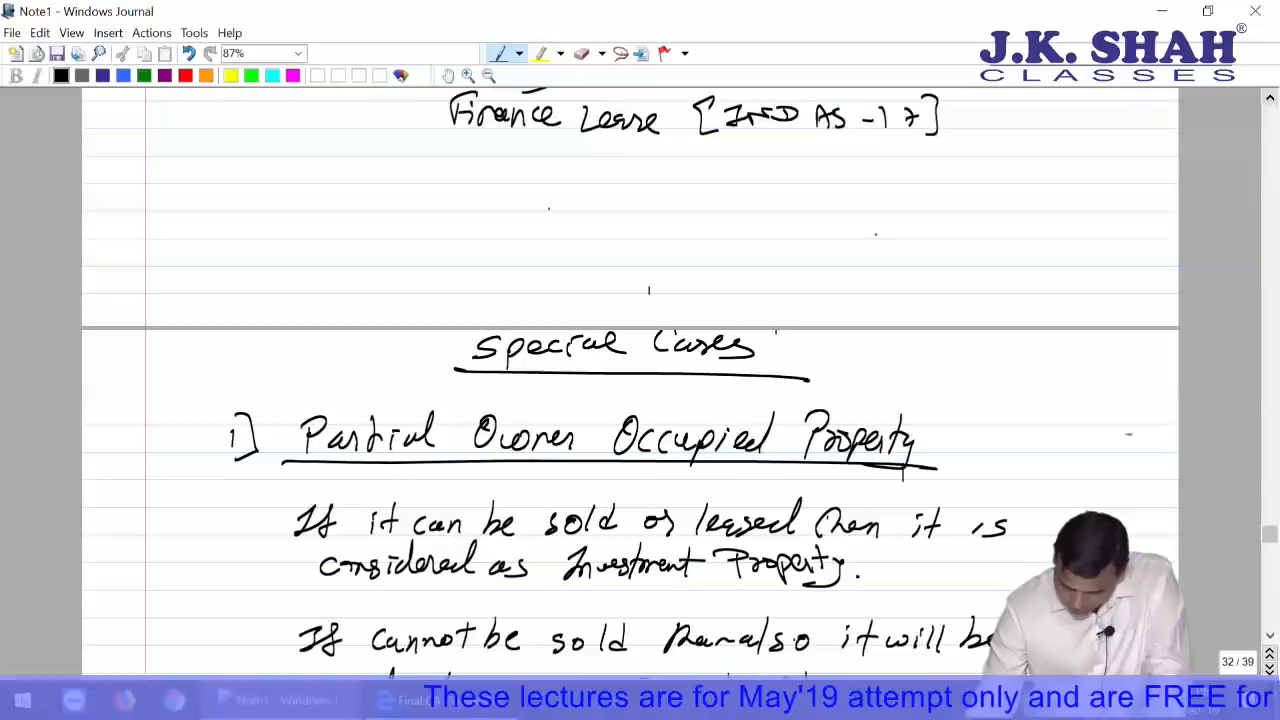 Note1 - Windows Journal
File Edit View Insert Actions Tools Help
87%
J.K. SHAH®
CLASSES
Finance Lease [IND AS-17]
Special Cases
1] Partial Owner Occupied Property
If it can be sold or leased then it is
considered as Investment Property.
If cannot be sold then also it will be
32 / 39
These lectures are for May'19 attempt only and are FREE for